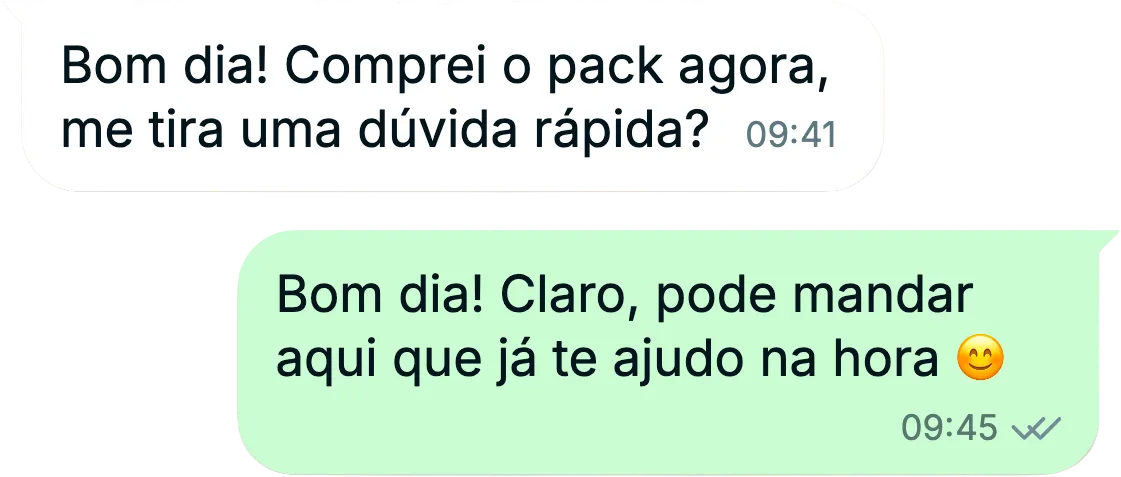 Bom dia! Comprei o pack agora,
me tira uma dúvida rápida? 09:41
Bom dia! Claro, pode mandar
aqui que já te ajudo na hora 😊
09:45